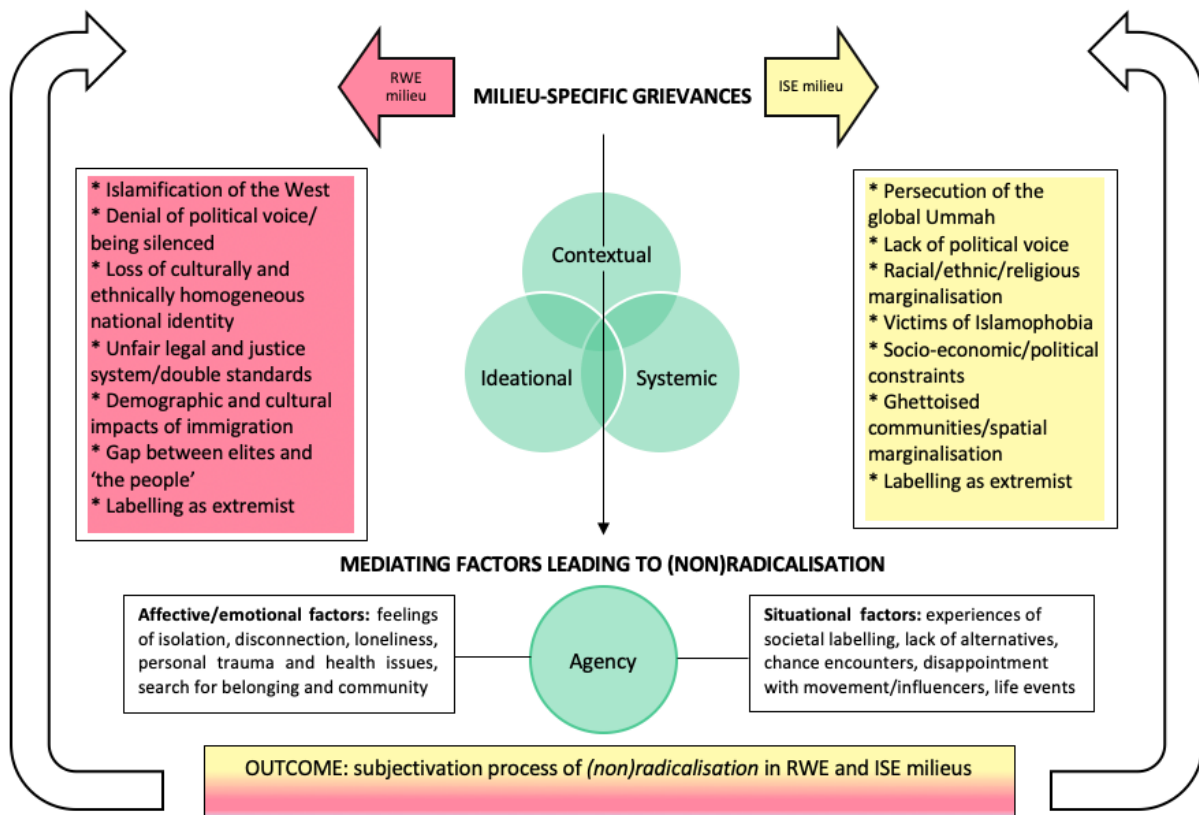 RWE
milieu
MILIEU-SPECIFIC GRIEVANCES
ISE milieu
* Islamification of the West
* Denial of political voice/
being silenced
* Loss of culturally and
ethnically homogeneous
national identity
* Unfair legal and justice
system/double standards
* Demographic and cultural
impacts of immigration
* Gap between elites and
‘the people’
* Labelling as extremist
Contextual
Ideational
Systemic
* Persecution of the
global Ummah
* Lack of political voice
* Racial/ethnic/religious
marginalisation
* Victims of Islamophobia
* Socio-economic/political
constraints
* Ghettoised
communities/spatial
marginalisation
* Labelling as extremist
MEDIATING FACTORS LEADING TO (NON)RADICALISATION
Affective/emotional factors: feelings
of isolation, disconnection, loneliness,
personal trauma and health issues,
search for belonging and community
Agency
Situational factors: experiences of
societal labelling, lack of alternatives,
chance encounters, disappointment
with movement/influencers, life events
OUTCOME: subjectivation process of (non)radicalisation in RWE and ISE milieus